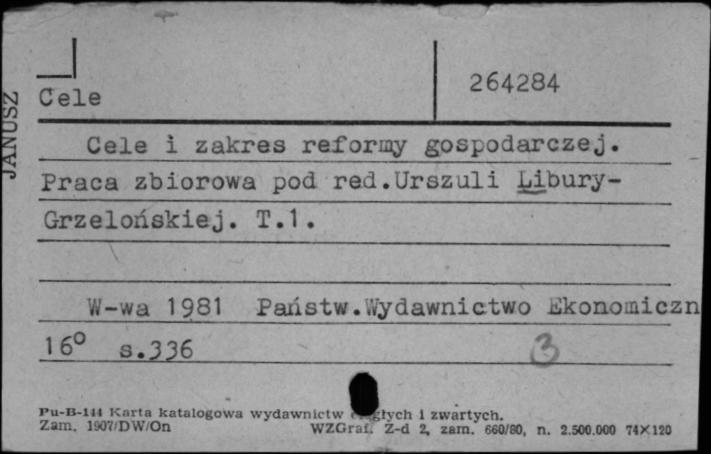 264284
Cele
JANUSZ
Cele i zakres reformy gospodarczej.
Praca zbiorowa pod red.Urszuli Libury-
Grzelońskiej. T.1.
W-wa 1981 Państw.Wydawnictwo Ekonomiczn
16° s.336
3
Pu-B-144 Karta katalogowa wydawnictw głych i zwartych.
Zam. 1907/DW/On WZGraf. Z-d 2, zam. 660/80, n. 2.500.000 74×120